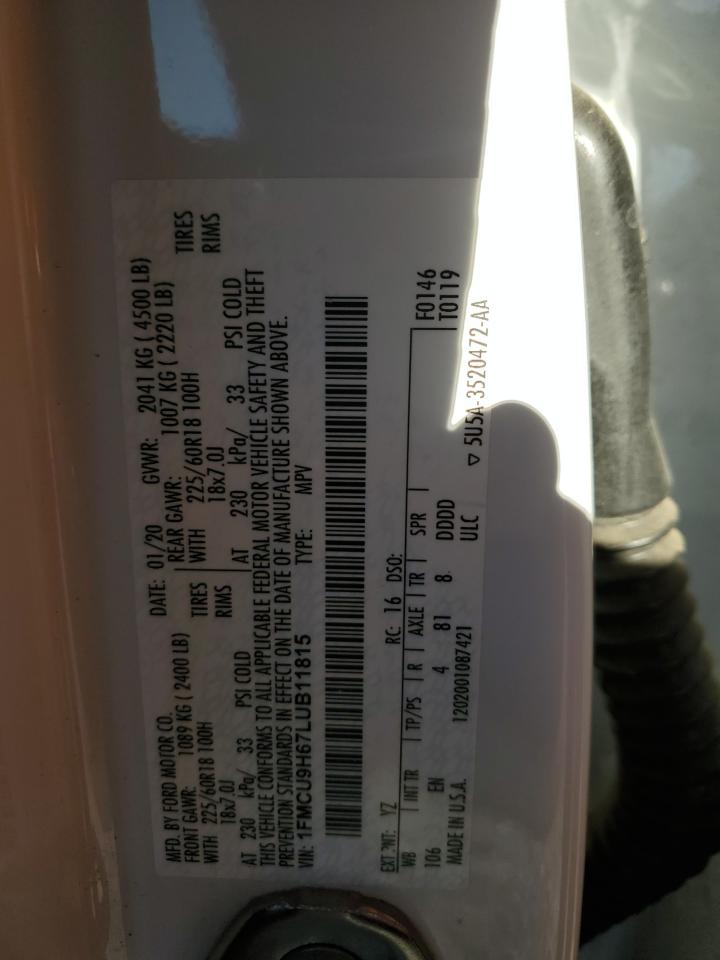 MFD. BY FORD MOTOR CO.
DATE: 01/20 GVWR: 2041 KG ( 4500 LB)
FRONT GAWR: 1089 KG ( 2400 LB) REAR GAWR: 1007 KG ( 2220 LB)
WITH 225/60R18 100H TIRES WITH 225/60R18 100H TIRES
18x7.0J RIMS 18x7.0J RIMS
AT 230 kPa/ 33 PSI COLD AT 230 kPa/ 33 PSI COLD
THIS VEHICLE CONFORMS TO ALL APPLICABLE FEDERAL MOTOR VEHICLE SAFETY AND THEFT
PREVENTION STANDARDS IN EFFECT ON THE DATE OF MANUFACTURE SHOWN ABOVE.
VIN: 1FMCU9H67LUB11815 TYPE: MPV
EXT PNT: YZ RC: 16 DSO: F0146
WB INT TR TP/PS R AXLE TR SPR T0119
106 EN 4 81 8 DDDD
MADE IN U.S.A. 1202001087421 ULC ▽ 5U5A-3520472-AA